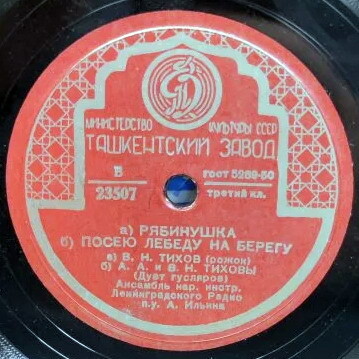 МИНИСТЕРСТВО КУЛЬТУРЫ СССР
ТАШКЕНТСКИЙ ЗАВОД
В 23507
ГОСТ 5289-50
третий кл.
а) РЯБИНУШКА
б) ПОСЕЮ ЛЕБЕДУ НА БЕРЕГУ
а) В. Н. ТИХОВ (рожок)
б) А. А. и В. Н. ТИХОВЫ
(Дуэт гусляров)
Ансамбль нар. инстр.
Ленинградского Радио
п.у. А. Ильина